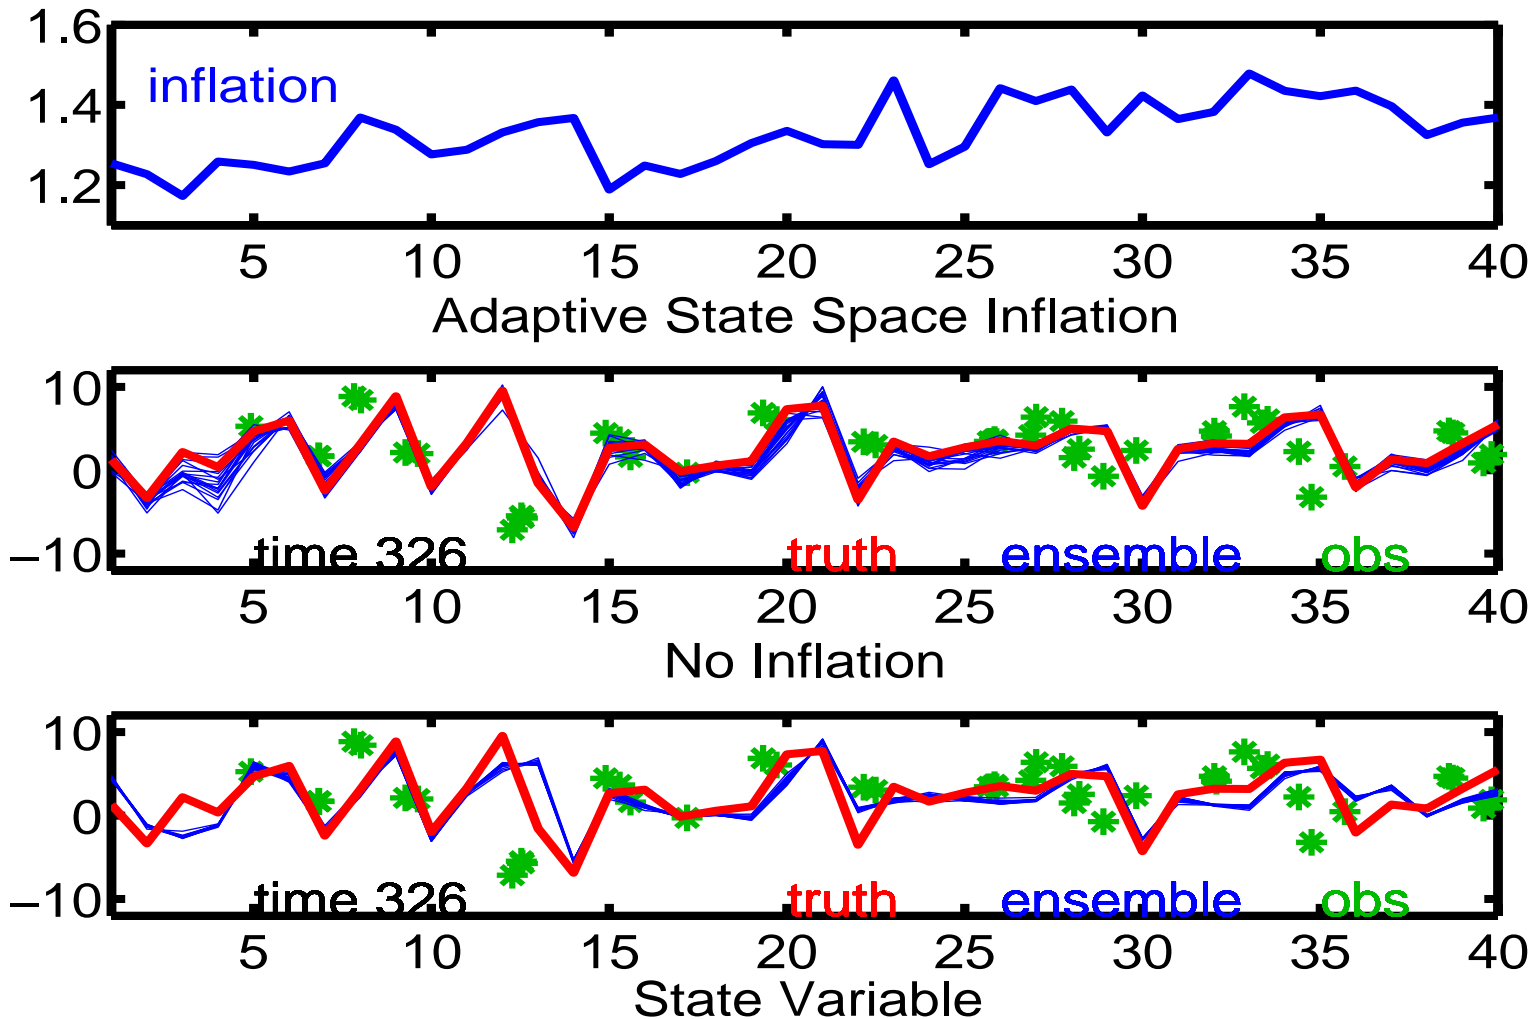 1.6
inflation
1.4
1.2
5 10 15 20 25 30 35 40
Adaptive State Space Inflation
10
0
−10
time 326 truth ensemble obs
5 10 15 20 25 30 35 40
No Inflation
10
0
−10
time 326 truth ensemble obs
5 10 15 20 25 30 35 40
State Variable